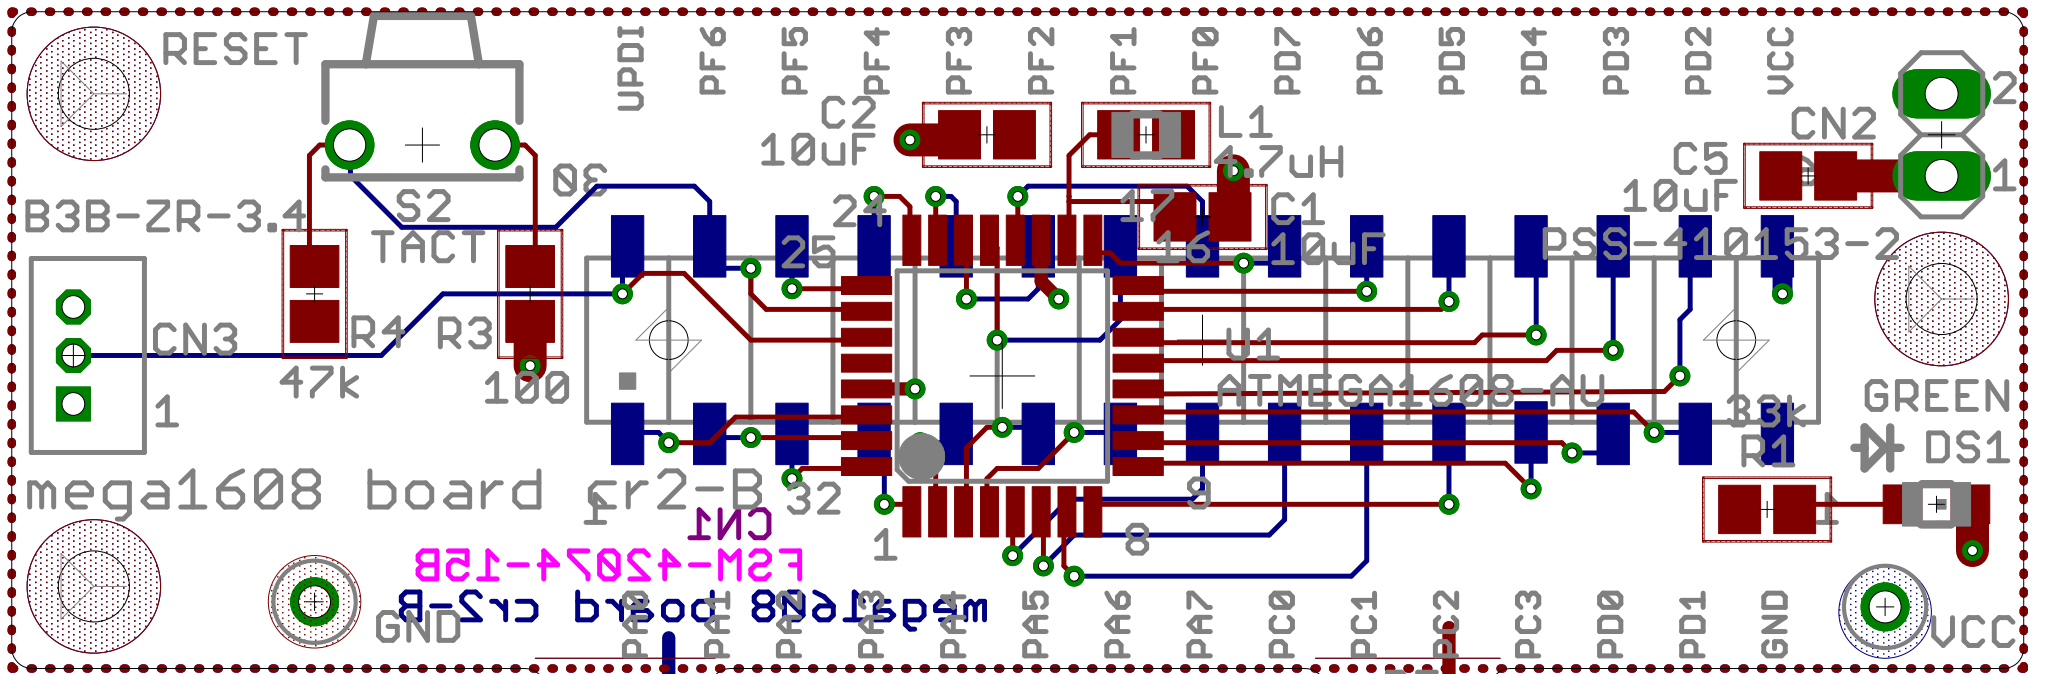 RESET
UPDI
PF6
PF5
PF4
PF3
PF2
PF1
PF0
PD7
PD6
PD5
PD4
PD3
PD2
VCC
2
C2
10uF
L1
4.7uH
CN2
C5
10uF
1
30
B3B-ZR-3.4
S2
TACT
24
17
C1
10uF
16
25
PSS-410153-2
CN3
R4
R3
U1
47k
100
1
ATMEGA1608-AU
GREEN
33k
R1
DS1
mega1608 board cr2-B
1
32
9
1
CN1
1
8
FSM-42074-15B
mega1608 board cr2-B
GND
PA0
PA1
PA2
PA3
PA4
PA5
PA6
PA7
PC0
PC1
PC2
PC3
PD0
PD1
GND
VCC